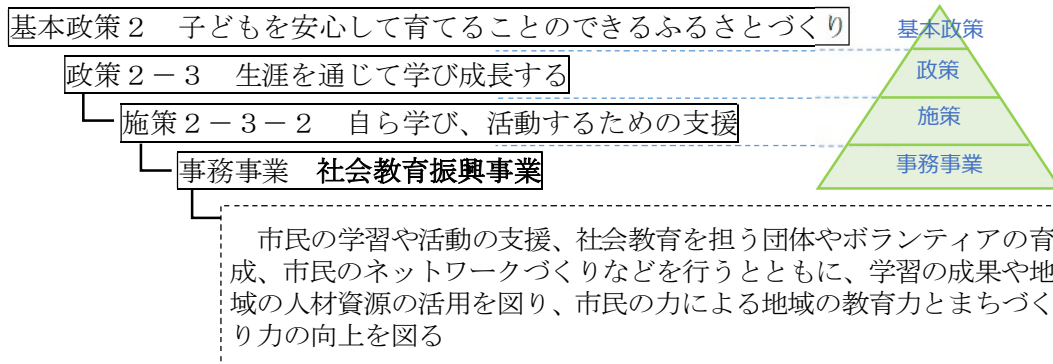 基本政策２　子どもを安心して育てることのできるふるさとづくり
政策２－３　生涯を通じて学び成長する
施策２－３－２　自ら学び、活動するための支援
事務事業　社会教育振興事業
市民の学習や活動の支援、社会教育を担う団体やボランティアの育
成、市民のネットワークづくりなどを行うとともに、学習の成果や地
域の人材資源の活用を図り、市民の力による地域の教育力とまちづく
り力の向上を図る
基本政策
政策
施策
事務事業